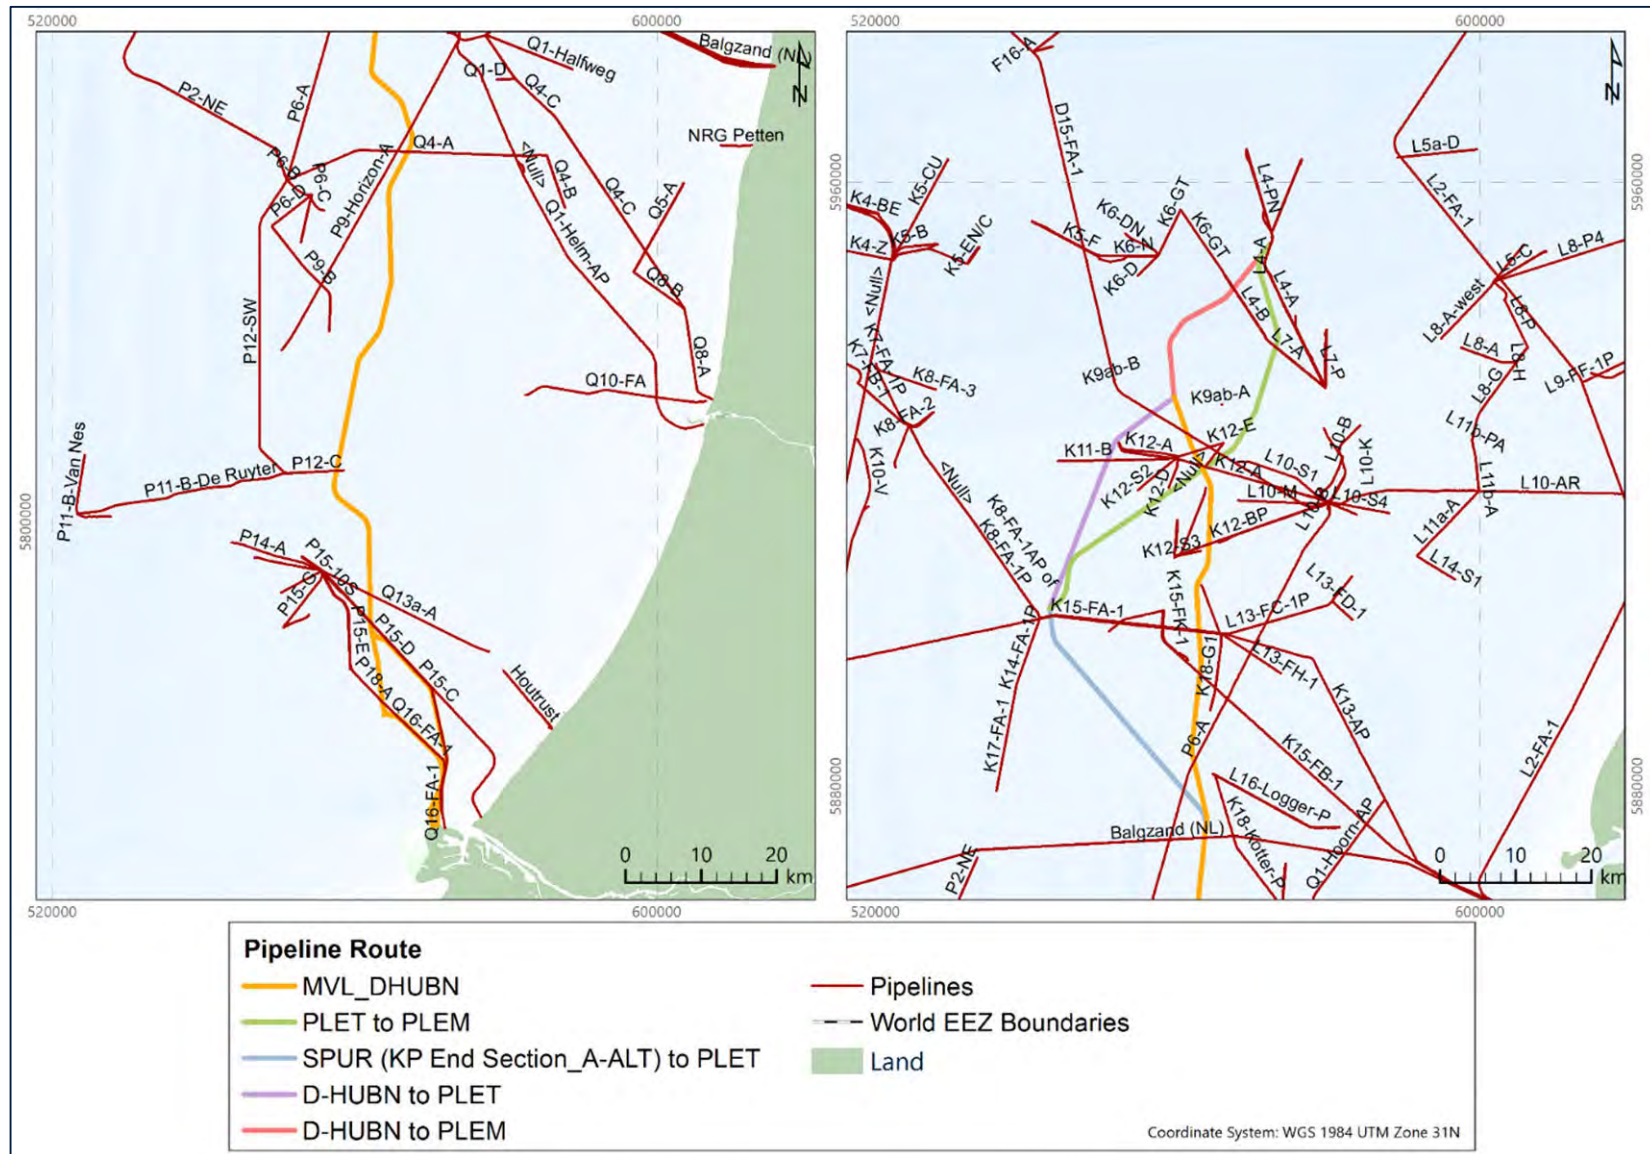 520000
600000
520000
600000
Balgzand (N
Q1-Halfweg
Q1-D
Q4-C
P2-NE
P6-A
N
NRG Petten
Q4-A
P9-Horizon-A
<Null>
Q4-B
P6-B
P6-C
P6-D
Q4-C
Q5-A
Q1-Helm-AP
P9-B
Q8-B
P12-SW
Q8-A
Q10-FA
P11-B-Van Nes
P11-B-De Ruyter
P12-C
5800000
P14-A
P15-10S
P15-G
Q13a-A
P15-E
P15-D
P15-C
P18-A
Q16-FA-1
Houtrust
Q16-FA-1
0 10 20
km
520000
600000
F16-A
N
D15-FA-1
L5a-D
5960000
5960000
K5-CU
L4-PN
L2-FA-1
K4-BE
K6-GT
K6-DN
K5-B
K5-F
K6-N
K6-GT
K4-Z
K5-EN/C
K6-D
L4-A
L5-C
L8-P4
<Null>
L4-A
L4-B
L8-A-west
L8-P
K7-FA-1P
K7-FB-1
L7-A
L7-P
L8-A
L8-H
K9ab-B
K8-FA-3
K9ab-A
L8-G
L9-FF-1P
K8-FA-2
K12-E
L10-B
L11b-PA
K11-B
K12-A
K12-A
L10-S1
L10-K
K10-V
<Null>
K12-S2
K12-D
<Null>
L10-M
L10-S4
L11b-A
L10-AR
K12-BP
K12-S3
L11a-A
L14-S1
K8-FA-1AP of
K8-FA-1P
K15-FK-1
L13-FD-1
L13-FC-1P
K15-FA-1
K14-FA-1P
K18-G1
L13-FH-1
K13-AP
K17-FA-1
P6-A
K15-FB-1
L2-FA-1
5880000
5880000
L16-Logger-P
Balgzand (NL)
K18-Kotter-P
Q1-Hoorn-AP
P2-NE
0 10 20
km
520000
600000
Pipeline Route
MVL_DHUBN
PLET to PLEM
SPUR (KP End Section_A-ALT) to PLET
D-HUBN to PLET
D-HUBN to PLEM
Pipelines
World EEZ Boundaries
Land
Coordinate System: WGS 1984 UTM Zone 31N